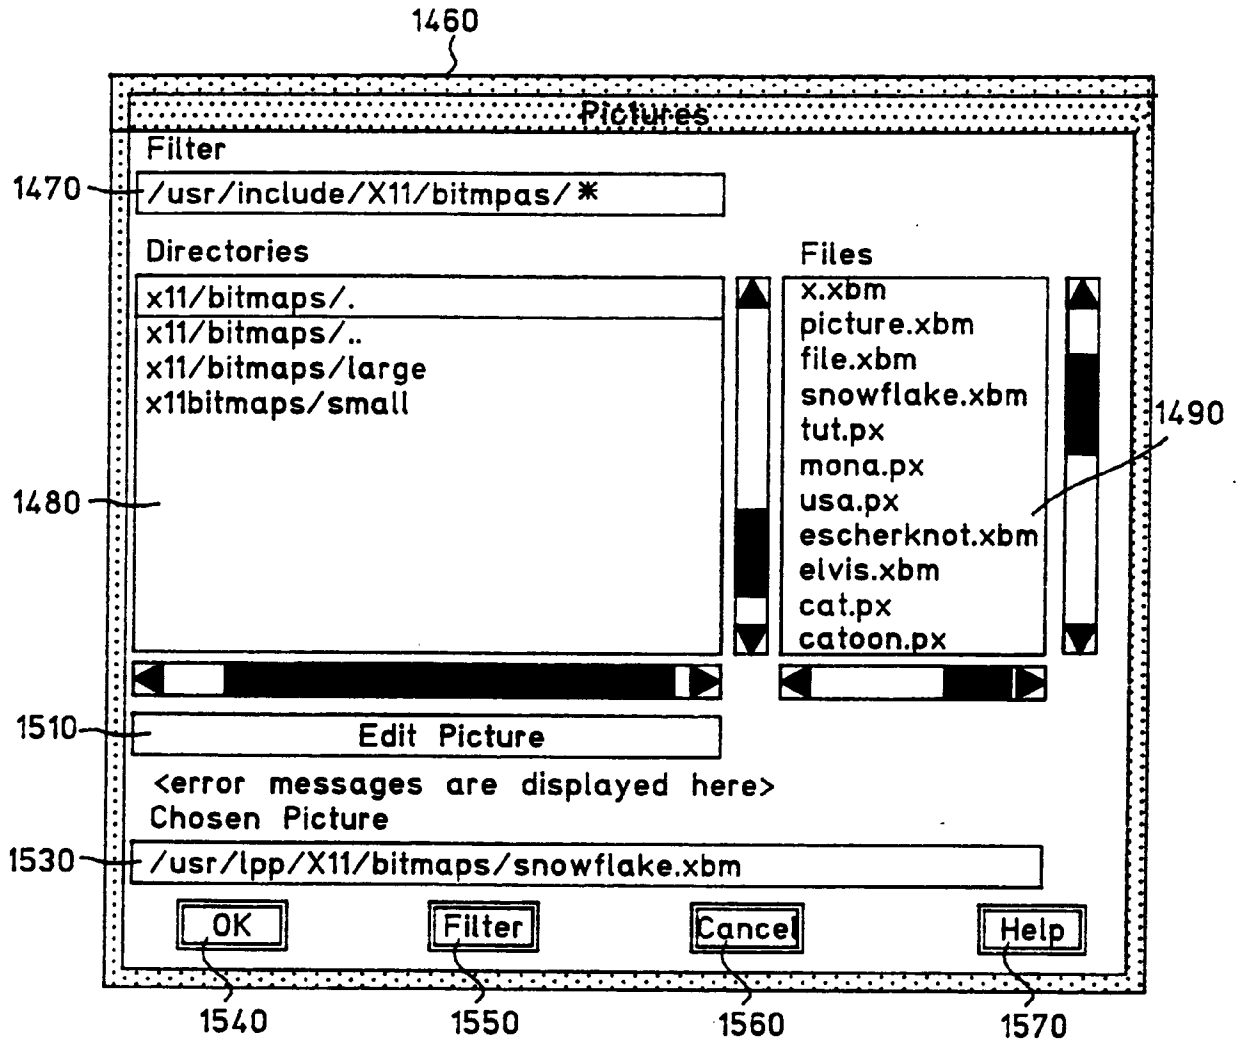 1460
Pictures
Filter
1470
/usr/include/X11/bitmpas/*
Directories
Files
x11/bitmaps/.
x11/bitmaps/..
x11/bitmaps/large
x11bitmaps/small
x.xbm
picture.xbm
file.xbm
snowflake.xbm
tut.px
mona.px
usa.px
escherknot.xbm
elvis.xbm
cat.px
catoon.px
1490
1480
1510
Edit Picture
<error messages are displayed here>
Chosen Picture
1530
/usr/lpp/X11/bitmaps/snowflake.xbm
OK
Filter
Cancel
Help
1540
1550
1560
1570